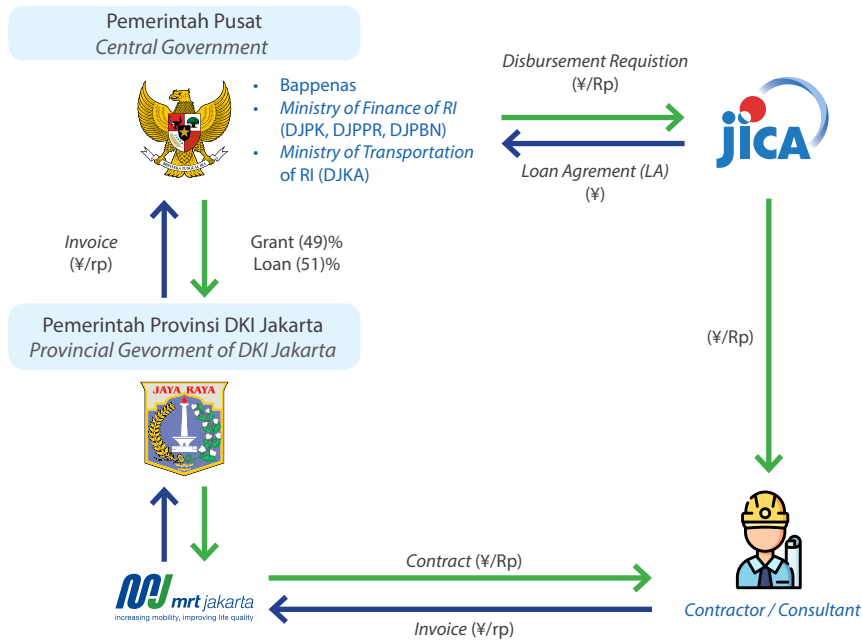 Pemerintah Pusat
Central Government
• Bappenas
• Ministry of Finance of RI
(DJPK, DJPPR, DJPBN)
• Ministry of Transportation
of RI (DJKA)
Disbursement Requistion
(¥/Rp)
jICA
Loan Agrement (LA)
(¥)
Invoice
(¥/rp)
Grant (49)%
Loan (51)%
Pemerintah Provinsi DKI Jakarta
Provincial Gevorment of DKI Jakarta
(¥/Rp)
JAYA RAYA
Contract (¥/Rp)
mrt jakarta
increasing mobility, improving life quality
Invoice (¥/rp)
Contractor / Consultant